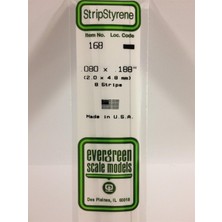 StripStyrene
Item No. Loc. Code
168
.080 x .188"
(2.0 x 4.8 mm)
8 Strips
Made in U.S.A.
evergreen
scale models
Des Plaines, IL 60018